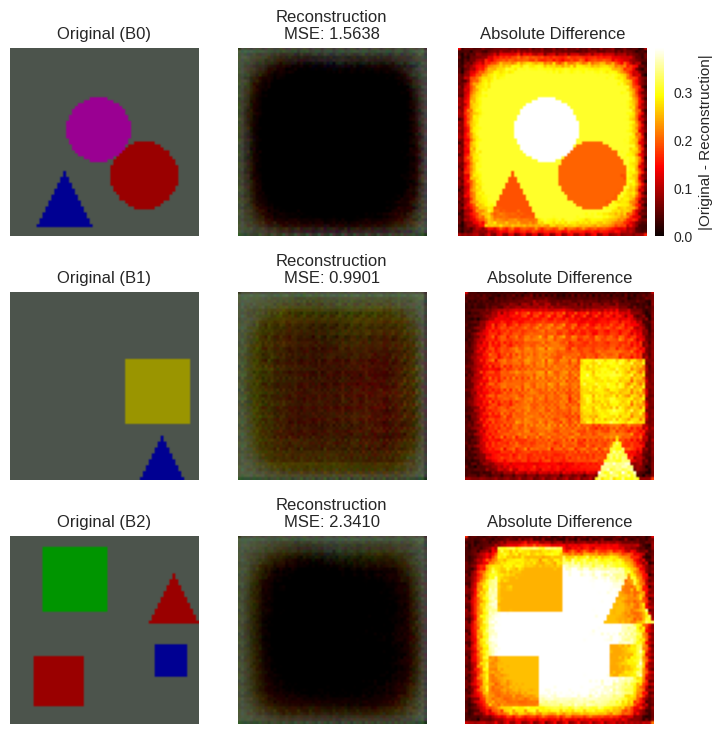 Original (B0)
Reconstruction
MSE: 1.5638
Absolute Difference
0.3
0.2
0.1
0.0
|Original - Reconstruction|
Original (B1)
Reconstruction
MSE: 0.9901
Absolute Difference
Original (B2)
Reconstruction
MSE: 2.3410
Absolute Difference